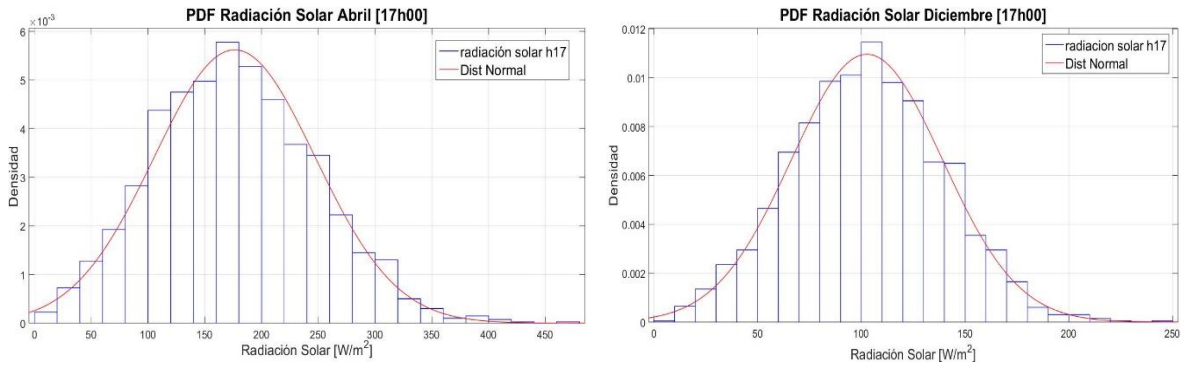 PDF Radiación Solar Abril [17h00]
×10⁻³
6
5
4
3
2
1
0
Densidad
0 50 100 150 200 250 300 350 400 450
Radiación Solar [W/m²]
radiación solar h17
Dist Normal
PDF Radiación Solar Diciembre [17h00]
0.012
0.01
0.008
0.006
0.004
0.002
0
Densidad
0 50 100 150 200 250
Radiación Solar [W/m²]
radiacion solar h17
Dist Normal